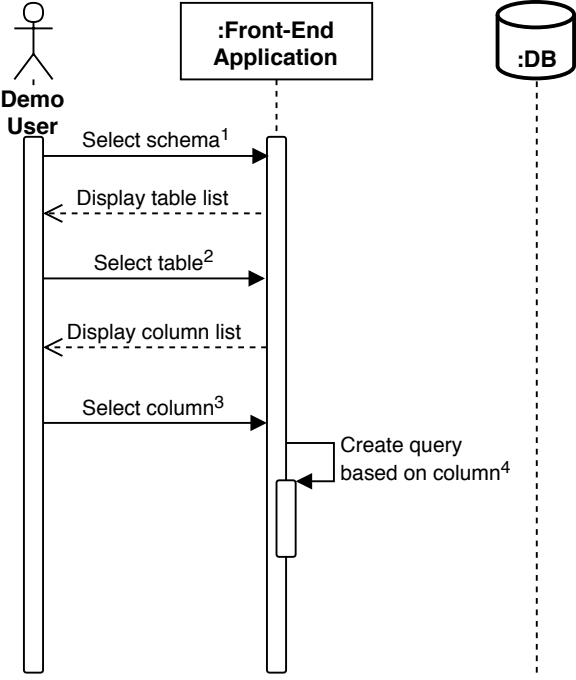 :Front-End
Application
:DB
Demo
User
Select schema¹
Display table list
Select table²
Display column list
Select column³
Create query
based on column⁴